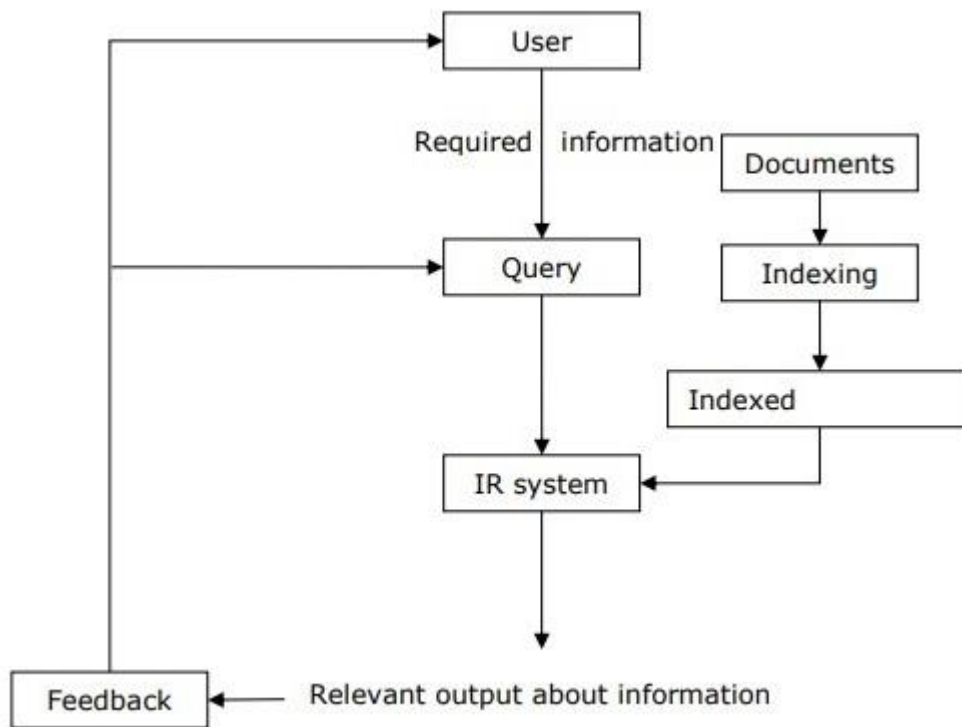 User
Required information
Documents
Query
Indexing
Indexed
IR system
Feedback
Relevant output about information